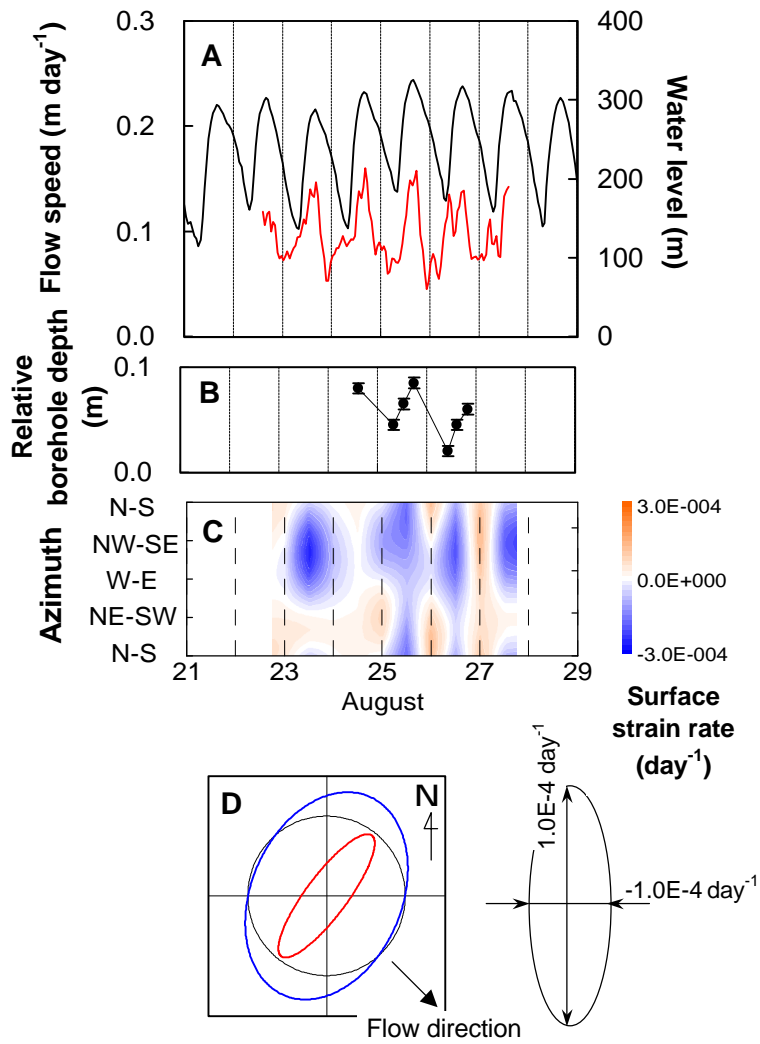 A
0.3
0.2
0.1
0.0
Flow speed (m day-1)
400
300
200
100
0
Water level (m)
B
0.1
0.0
Relative
borehole depth
(m)
C
N-S
NW-SE
W-E
NE-SW
N-S
Azimuth
21
23
25
27
29
August
3.0E-004
0.0E+000
-3.0E-004
Surface
strain rate
(day-1)
D
N
Flow direction
1.0E-4 day-1
-1.0E-4 day-1